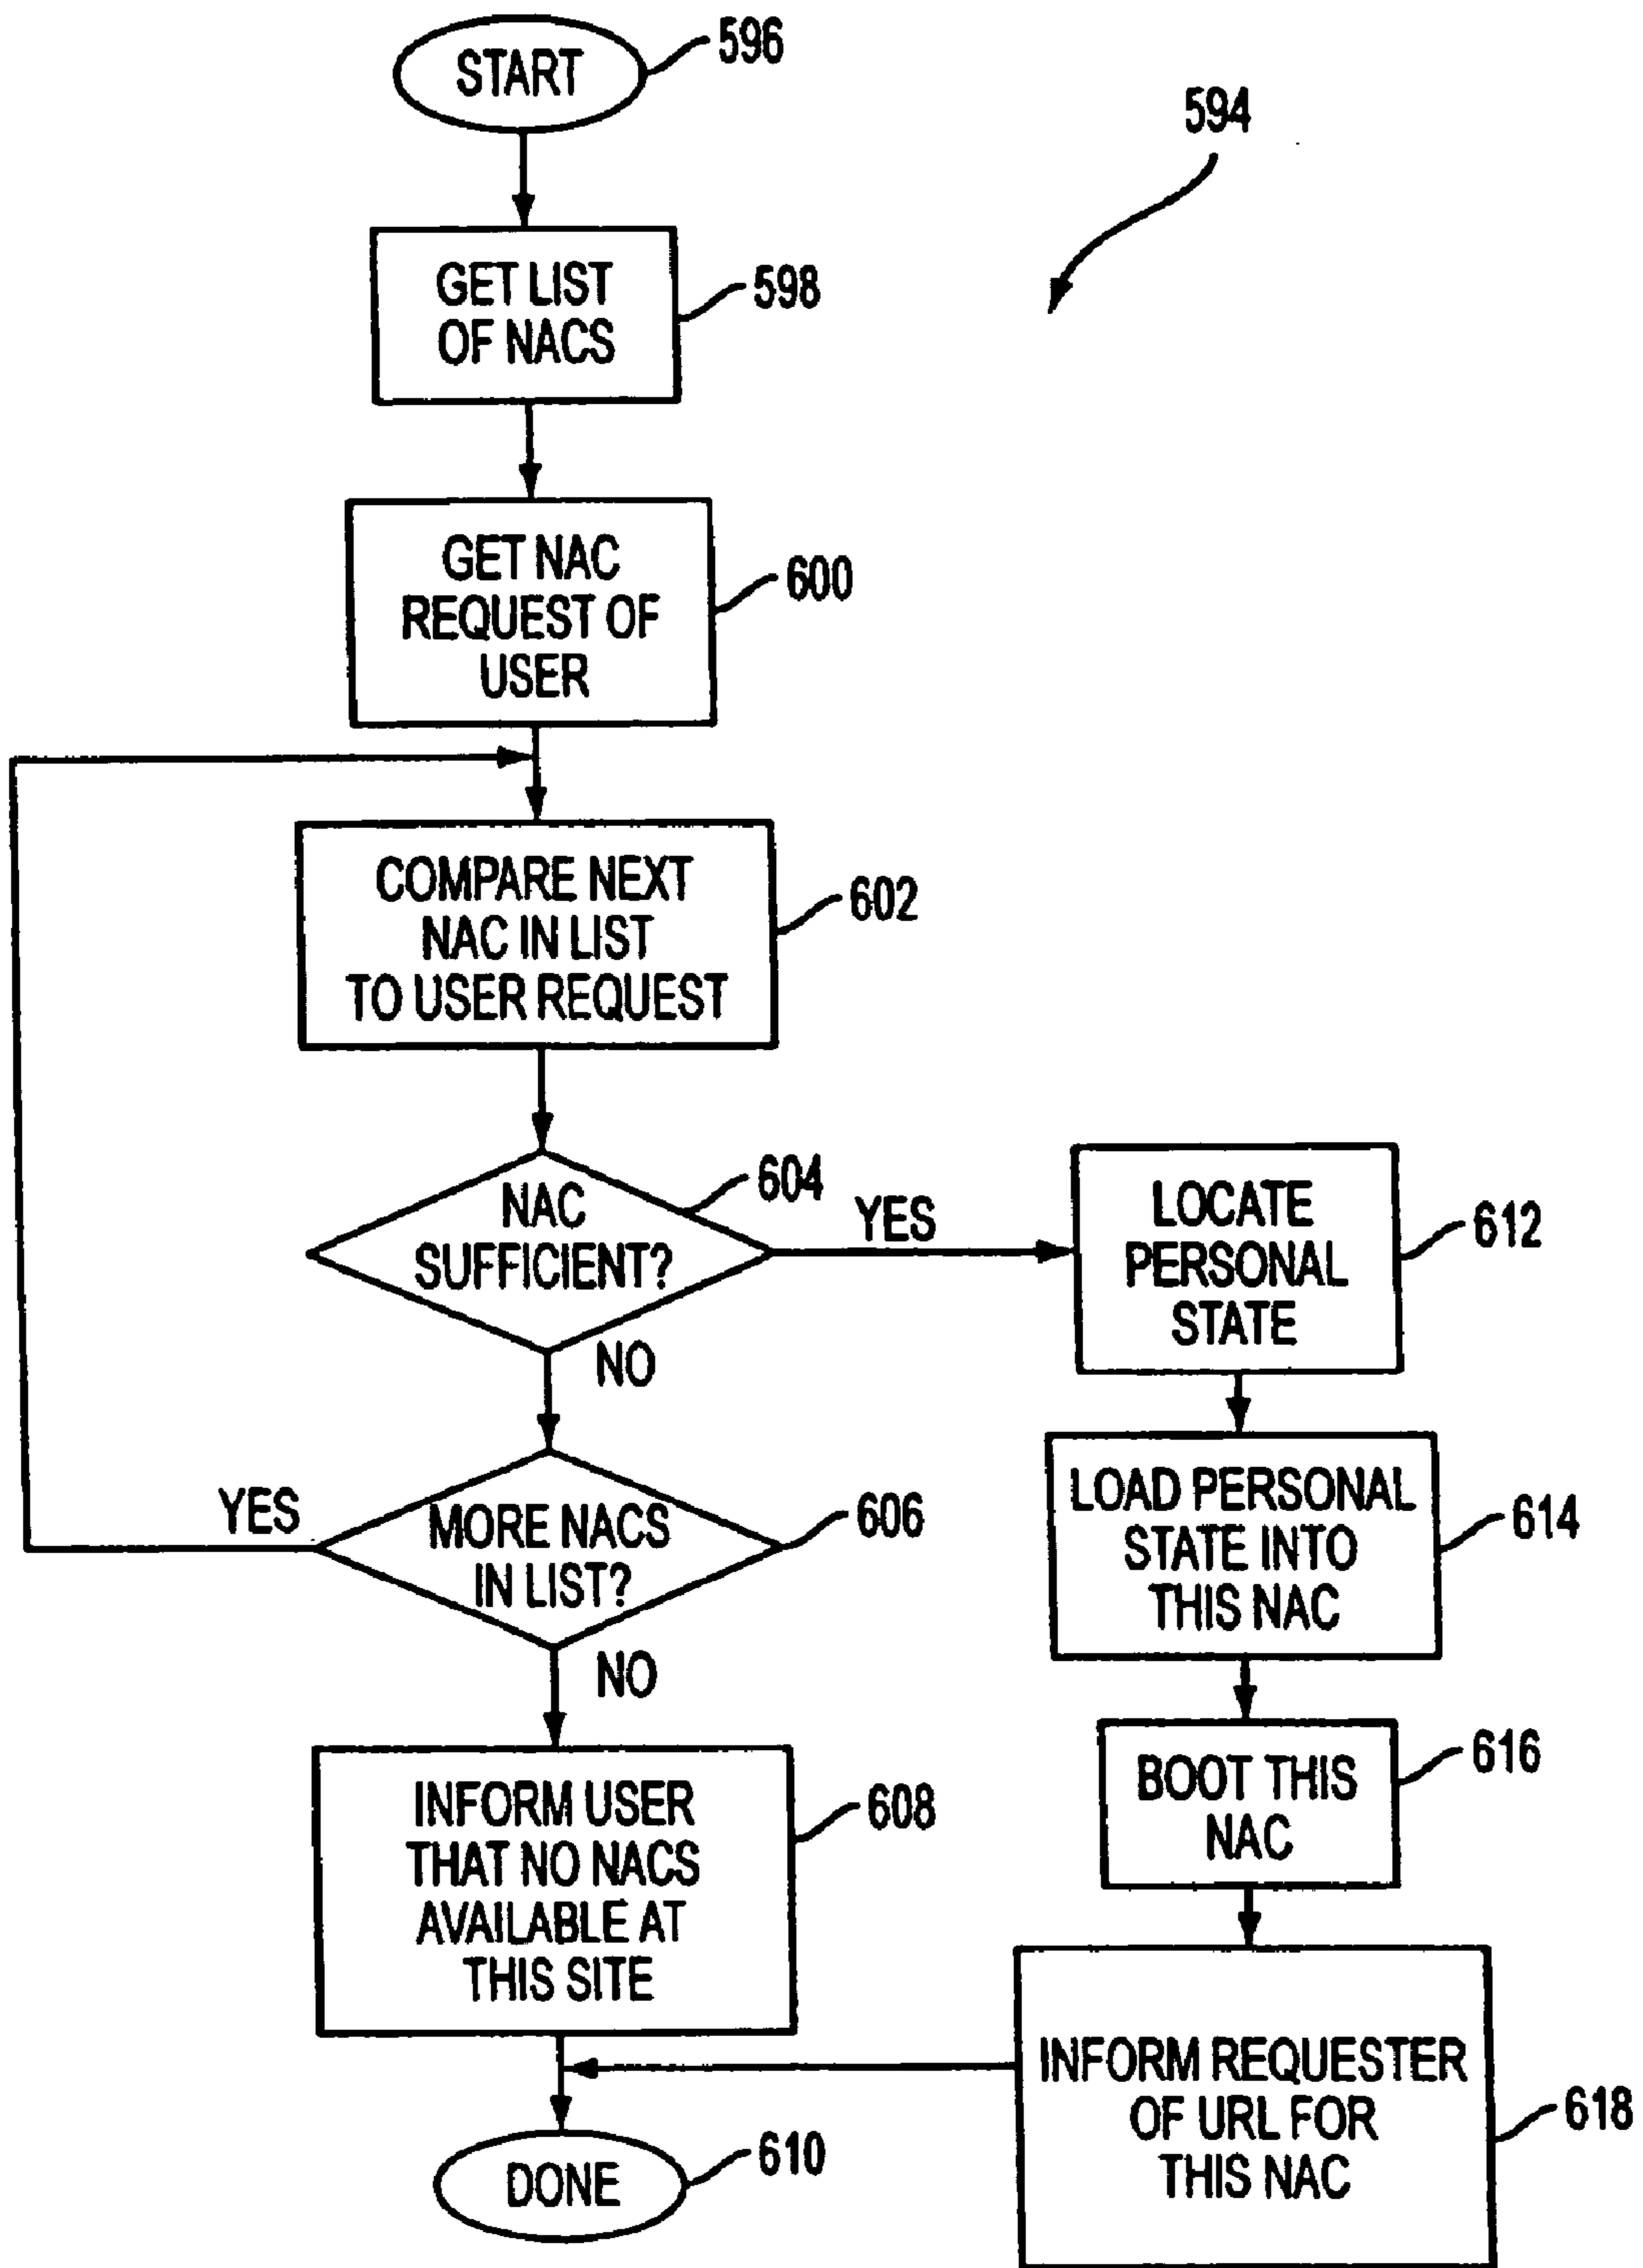 START
596
594
GET LIST
OF NACS
598
GET NAC
REQUEST OF
USER
600
COMPARE NEXT
NAC IN LIST
TO USER REQUEST
602
NAC
SUFFICIENT?
604
YES
NO
LOCATE
PERSONAL
STATE
612
MORE NACS
IN LIST?
606
YES
NO
LOAD PERSONAL
STATE INTO
THIS NAC
614
BOOT THIS
NAC
616
INFORM USER
THAT NO NACS
AVAILABLE AT
THIS SITE
608
INFORM REQUESTER
OF URL FOR
THIS NAC
618
DONE
610